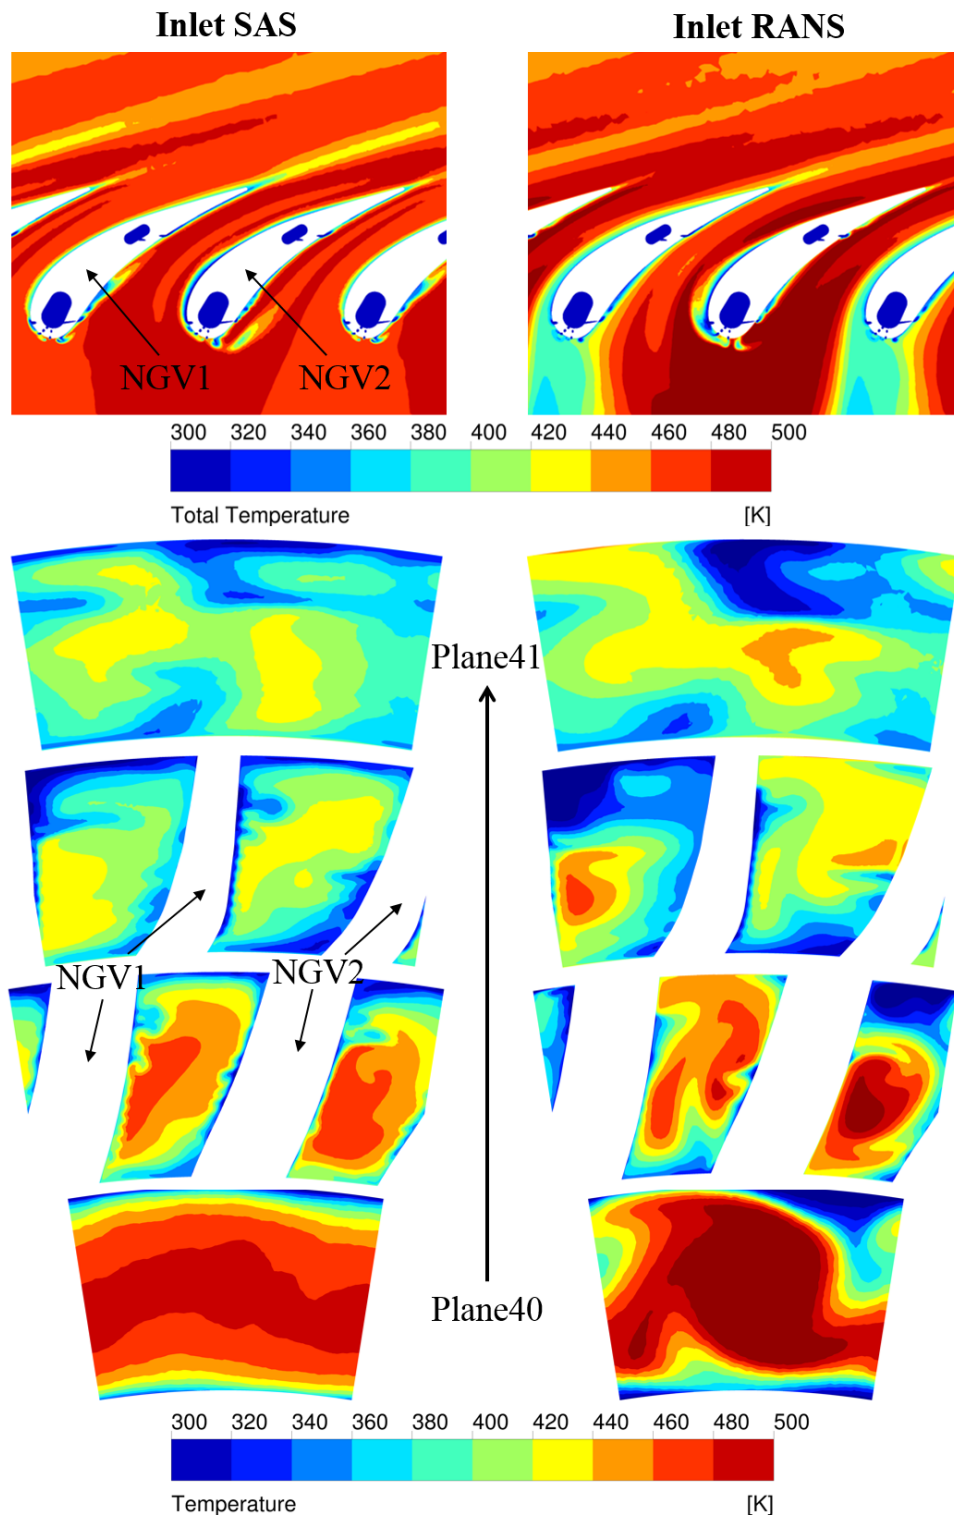 Inlet SAS Inlet RANS
NGV1 NGV2
300 320 340 360 380 400 420 440 460 480 500
Total Temperature [K]
Plane41
NGV1 NGV2
Plane40
300 320 340 360 380 400 420 440 460 480 500
Temperature [K]